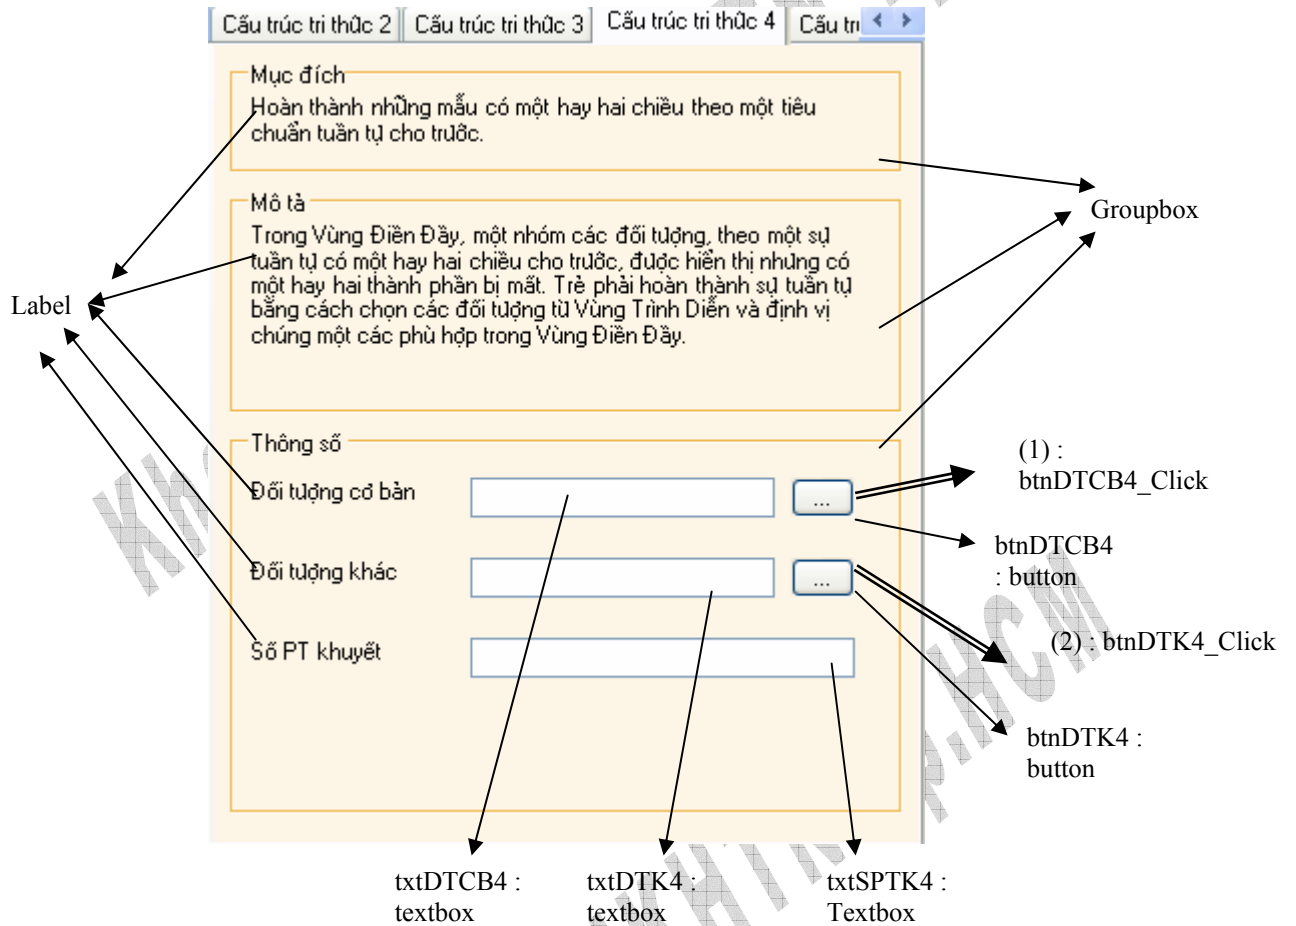 Cấu trúc tri thức 2 Cấu trúc tri thức 3 Cấu trúc tri thức 4 Cấu trı
Mục đích
Hoàn thành những mẫu có một hay hai chiều theo một tiêu
chuẩn tuần tự cho trước.
Mô tả
Trong Vùng Điền Đầy, một nhóm các đối tượng, theo một sự
tuần tự có một hay hai chiều cho trước, được hiển thị nhưng có
một hay hai thành phần bị mất. Trẻ phải hoàn thành sự tuần tự
bằng cách chọn các đối tượng từ Vùng Trình Diễn và định vị
chúng một các phù hợp trong Vùng Điền Đầy.
Groupbox
Label
Thông số
Đối tượng cơ bản
...
(1) :
btnDTCB4_Click
btnDTCB4
: button
Đối tượng khác
...
(2) : btnDTK4_Click
Số PT khuyết
btnDTK4 :
button
txtDTCB4 :
textbox
txtDTK4 :
textbox
txtSPTK4 :
Textbox